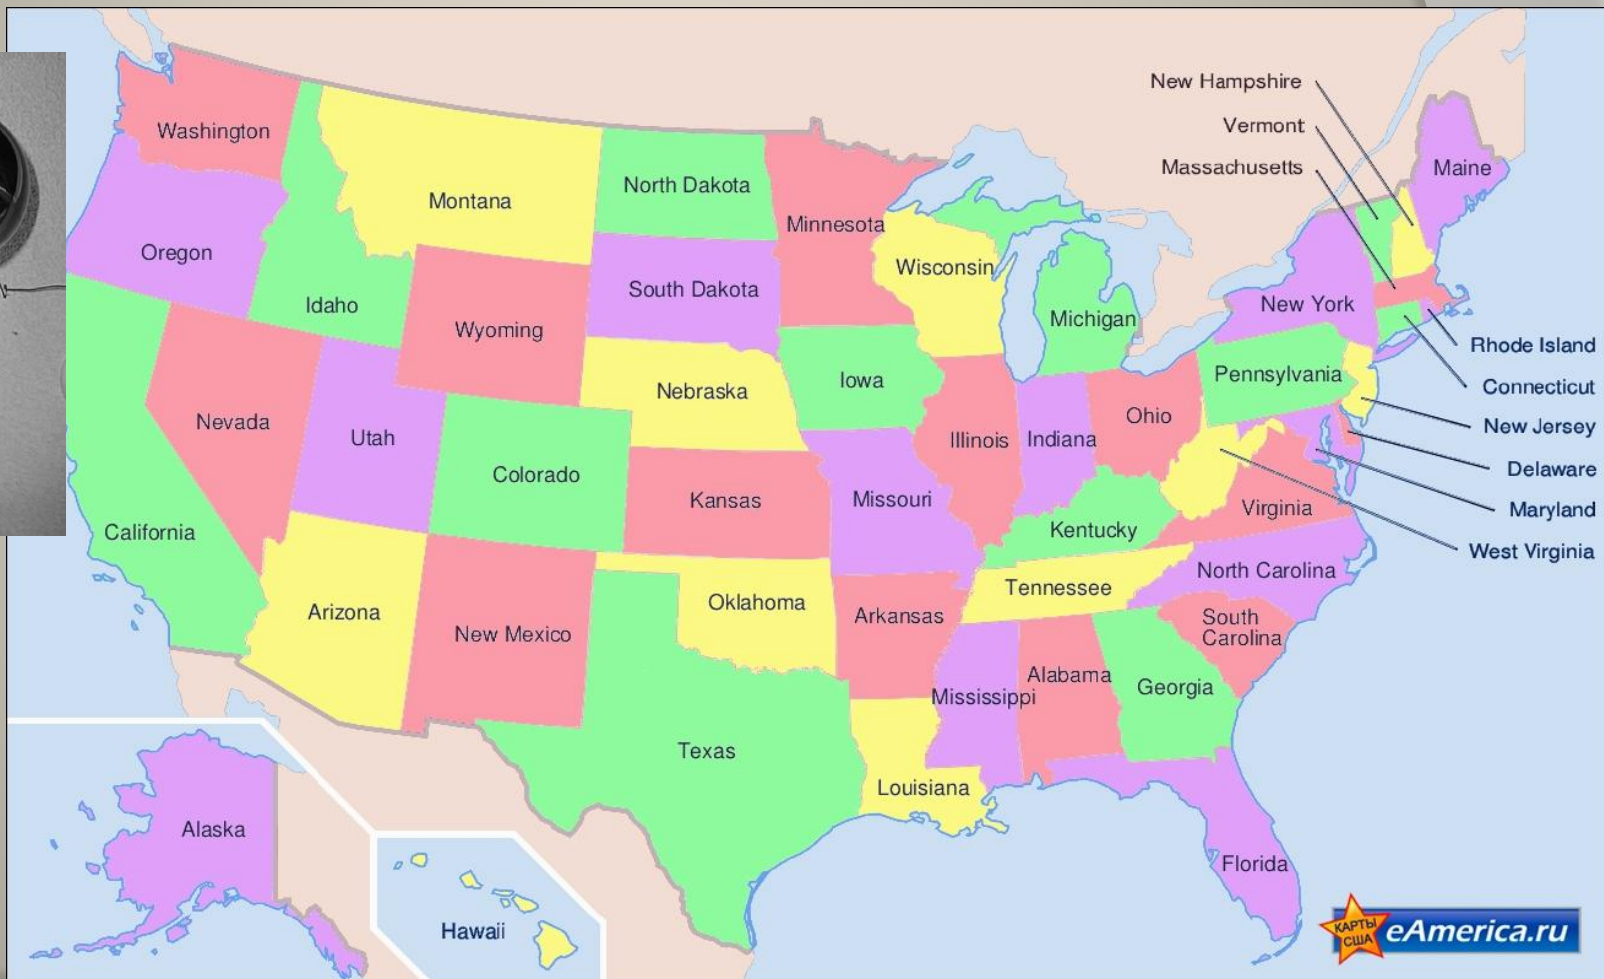 New Hampshire
Vermont
Massachusetts
Washington
Maine
Montana
North Dakota
Minnesota
Oregon
Wisconsin
South Dakota
Idaho
New York
Michigan
Wyoming
Rhode Island
Pennsylvania
Iowa
Connecticut
Nebraska
Nevada
Ohio
New Jersey
Utah
Illinois
Indiana
Colorado
Delaware
Kansas
Missouri
Virginia
Maryland
California
Kentucky
West Virginia
North Carolina
Tennessee
Oklahoma
Arizona
Arkansas
South
Carolina
New Mexico
Alabama
Georgia
Mississippi
Texas
Louisiana
Alaska
Florida
Hawaii
КАРТЫ
США
eAmerica.ru